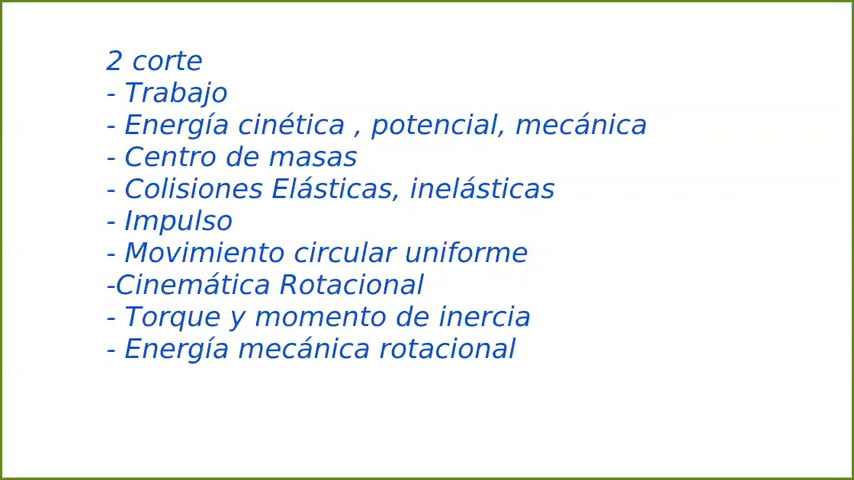 2 corte
- Trabajo
- Energía cinética , potencial, mecánica
- Centro de masas
- Colisiones Elásticas, inelásticas
- Impulso
- Movimiento circular uniforme
-Cinemática Rotacional
- Torque y momento de inercia
- Energía mecánica rotacional